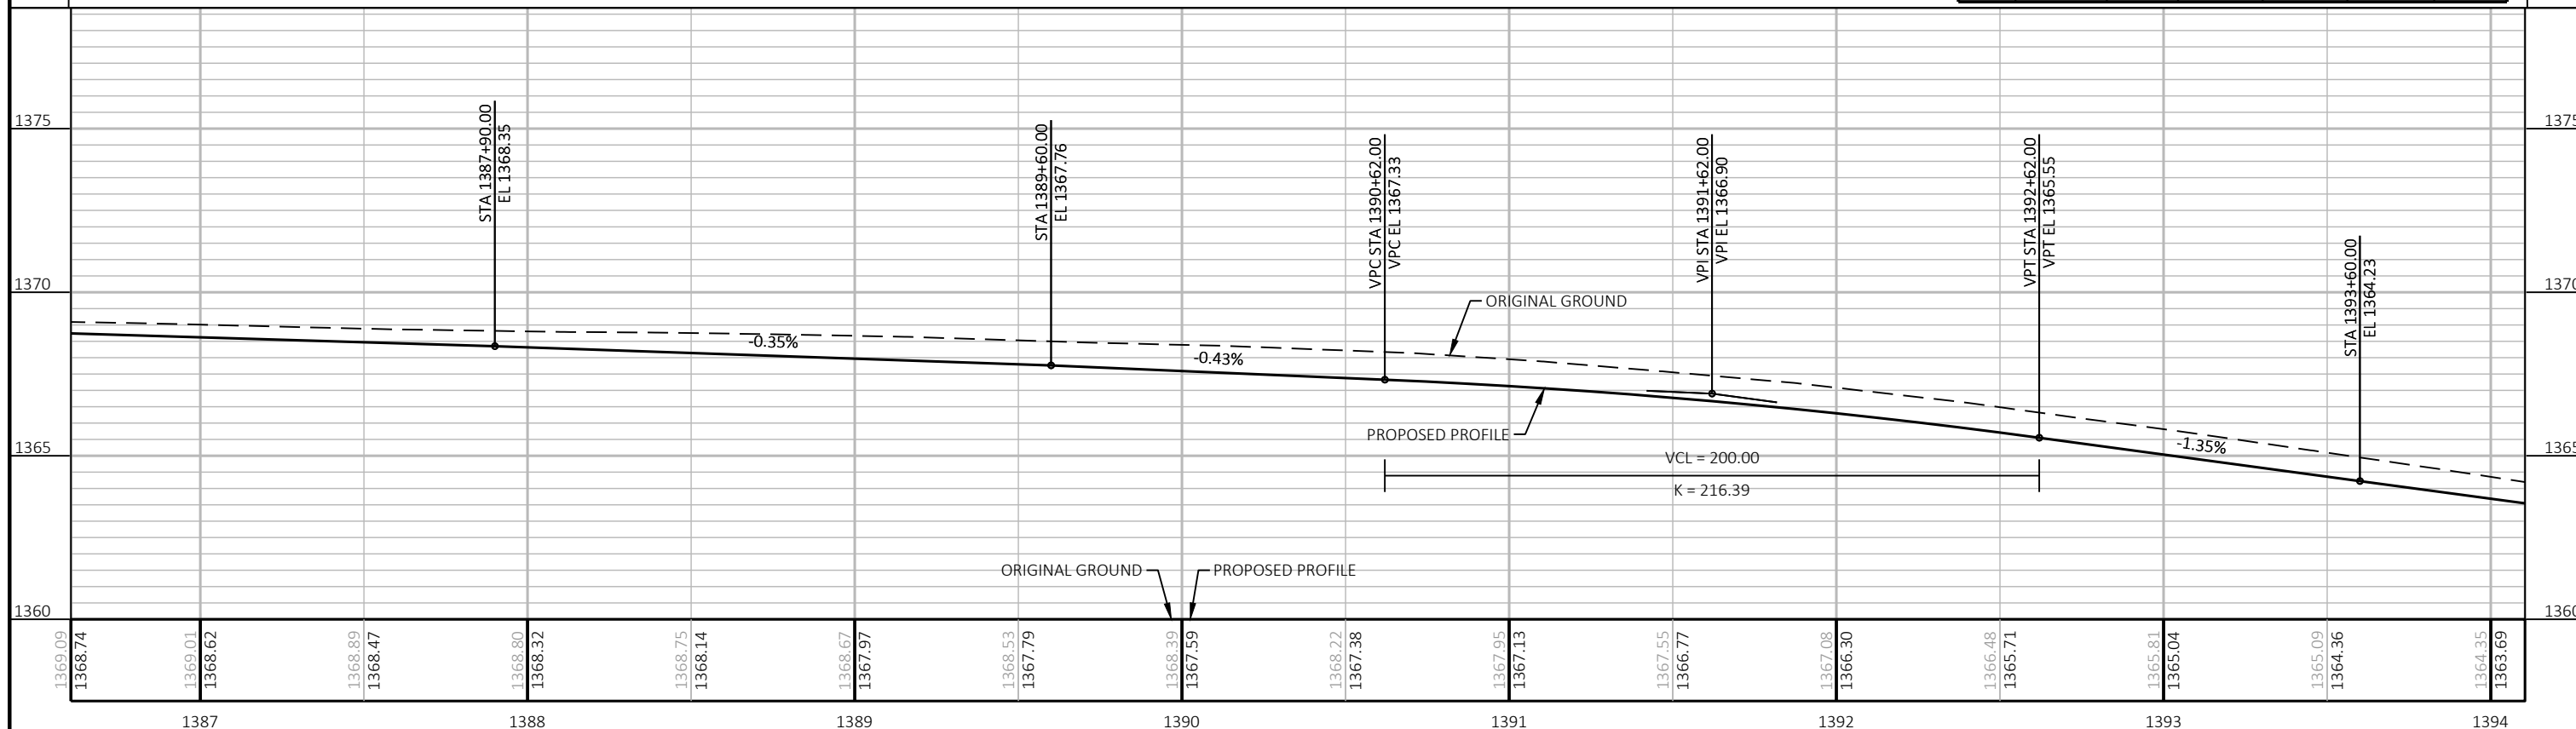 1375
1370
1365
1360
STA 1387+90.00
EL 1368.35
STA 1389+60.00
EL 1367.76
VPC STA 1390+62.00
VPC EL 1367.33
VPI STA 1391+62.00
VPI EL 1366.90
VPT STA 1392+62.00
VPT EL 1365.55
STA 1393+60.00
EL 1364.23
ORIGINAL GROUND
-0.35%
-0.43%
PROPOSED PROFILE
-1.35%
VCL = 200.00
K = 216.39
ORIGINAL GROUND
PROPOSED PROFILE
1369.09
1368.74
1369.01
1368.62
1368.89
1368.47
1368.80
1368.32
1368.75
1368.14
1368.67
1367.97
1368.53
1367.79
1368.39
1367.59
1368.22
1367.38
1367.95
1367.13
1367.55
1366.77
1367.08
1366.30
1366.48
1365.71
1365.81
1365.04
1365.09
1364.36
1364.35
1363.69
1387
1388
1389
1390
1391
1392
1393
1394
1375
1370
1365
1360